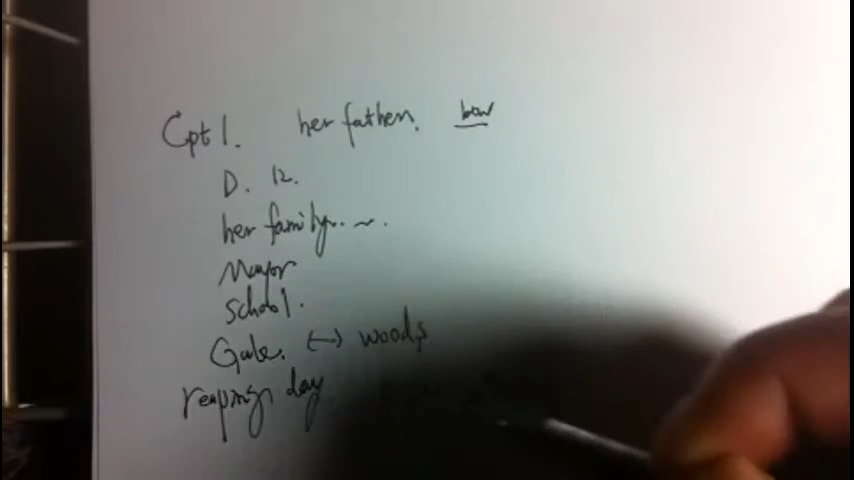 Cpt 1. her father. bow
D. 12.
her family..~.
Mayor
School.
Gale. ↔ woods
reaping day